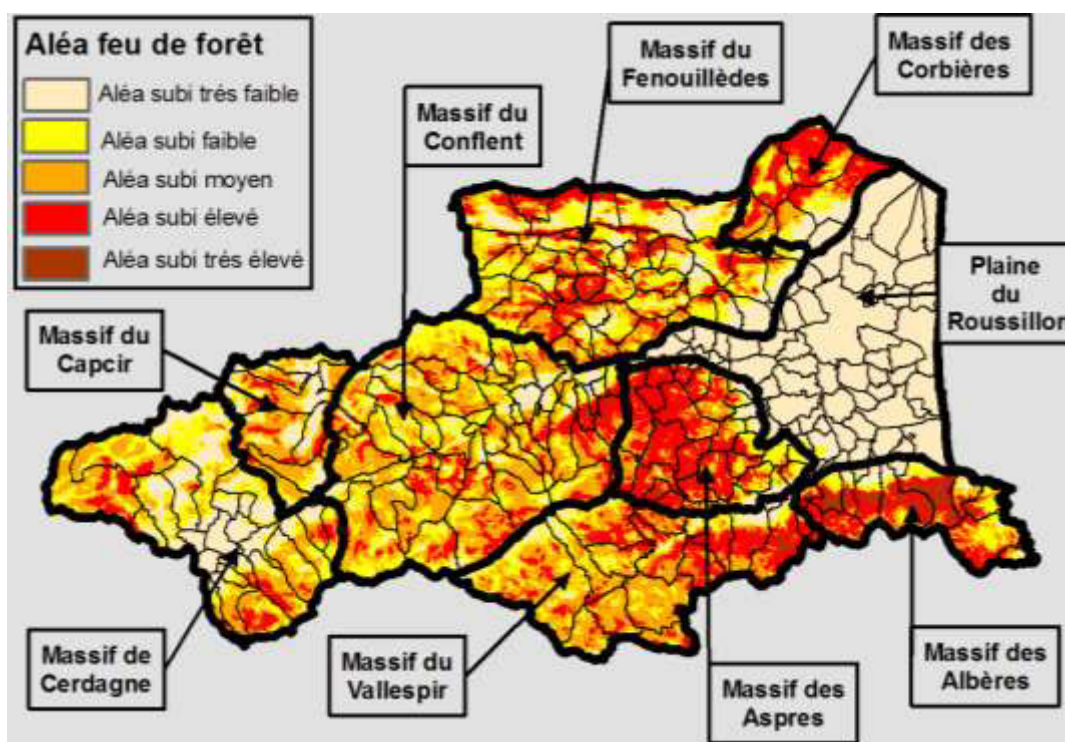 Aléa feu de forêt
Aléa subi trés faible
Aléa subi faible
Aléa subi moyen
Aléa subi élevé
Aléa subi trés élevé
Massif du
Conflent
Massif du
Fenouillèdes
Massif des
Corbières
Massif du
Capcir
Plaine
du
Roussillon
Massif de
Cerdagne
Massif du
Vallespir
Massif des
Aspres
Massif des
Albères